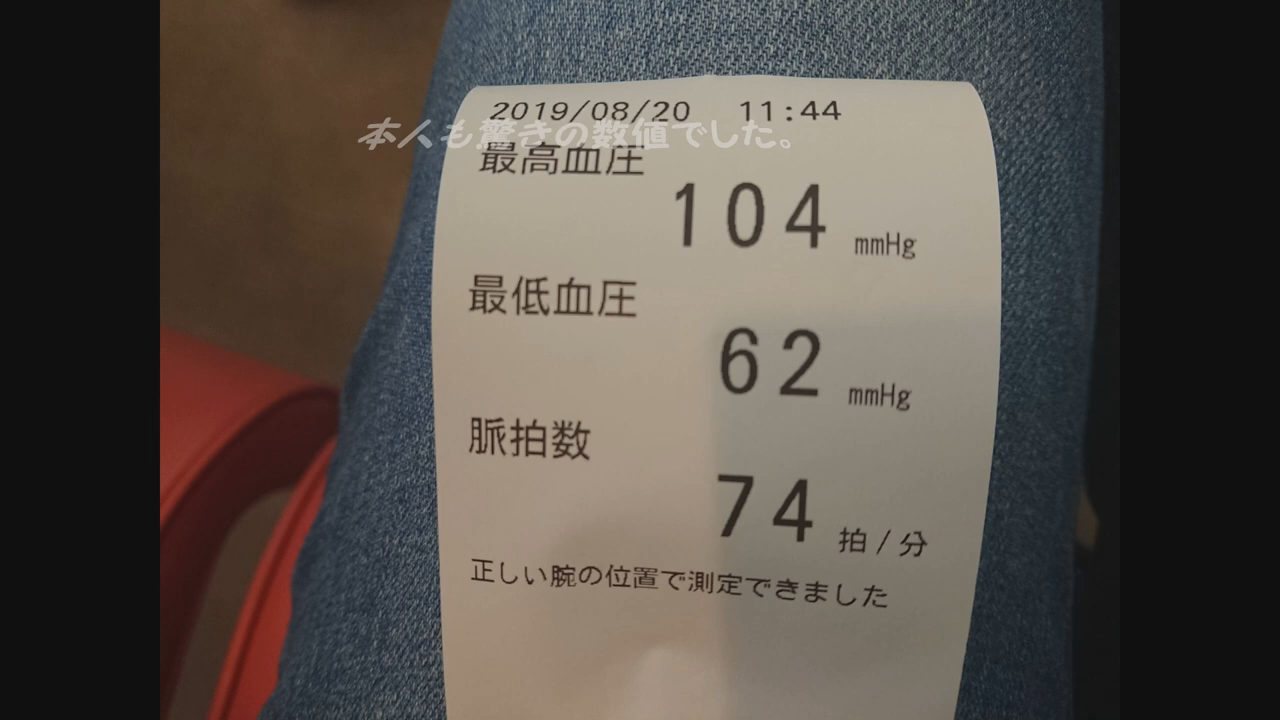 2019/08/20 11:44
本人も驚きの数値でした。
最高血圧
104 mmHg
最低血圧
62 mmHg
脈拍数
74 拍/分
正しい腕の位置で測定できました